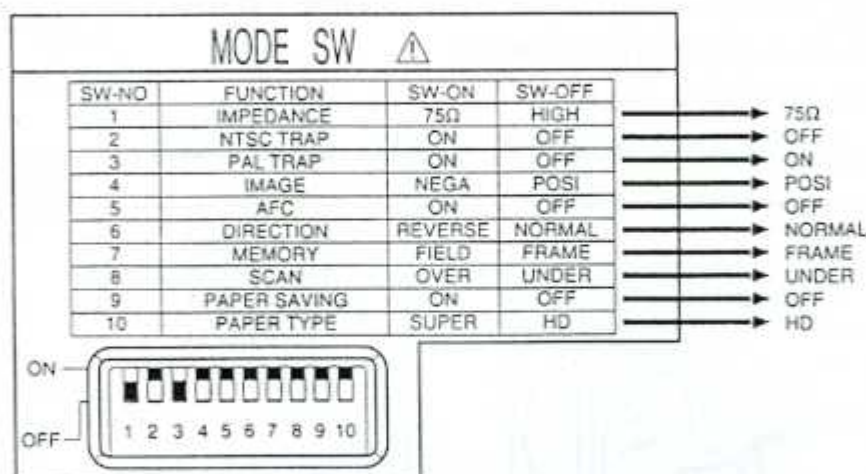 MODE SW
SW-NO FUNCTION SW-ON SW-OFF
1 IMPEDANCE 75Ω HIGH 75Ω
2 NTSC TRAP ON OFF OFF
3 PAL TRAP ON OFF ON
4 IMAGE NEGA POSI POSI
5 AFC ON OFF OFF
6 DIRECTION REVERSE NORMAL NORMAL
7 MEMORY FIELD FRAME FRAME
8 SCAN OVER UNDER UNDER
9 PAPER SAVING ON OFF OFF
10 PAPER TYPE SUPER HD HD
ON
OFF
1 2 3 4 5 6 7 8 9 10